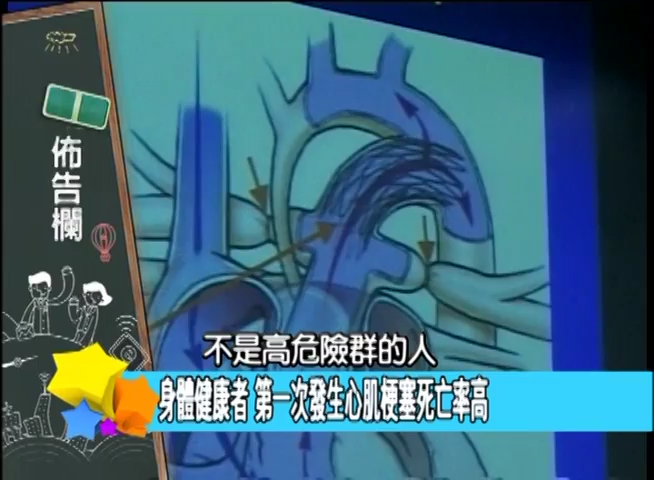 佈告欄
不是高危險群的人
身體健康者 第一次發生心肌梗塞死亡率高